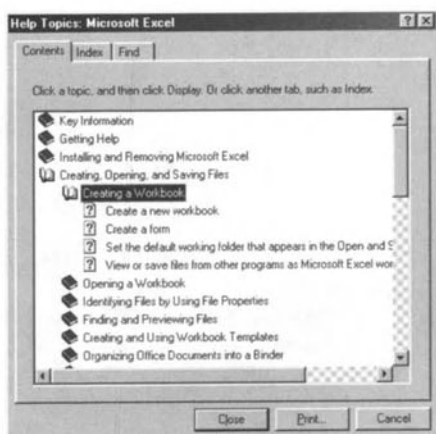 Help Topics: Microsoft Excel
Contents Index Find
Click a topic, and then click Display. Or click another tab, such as Index.
Key Information
Getting Help
Installing and Removing Microsoft Excel
Creating, Opening, and Saving Files
Creating a Workbook
Create a new workbook
Create a form
Set the default working folder that appears in the Open and S
View or save files from other programs as Microsoft Excel wor
Opening a Workbook
Identifying Files by Using File Properties
Finding and Previewing Files
Creating and Using Workbook Templates
Organizing Office Documents into a Binder
Close Print... Cancel